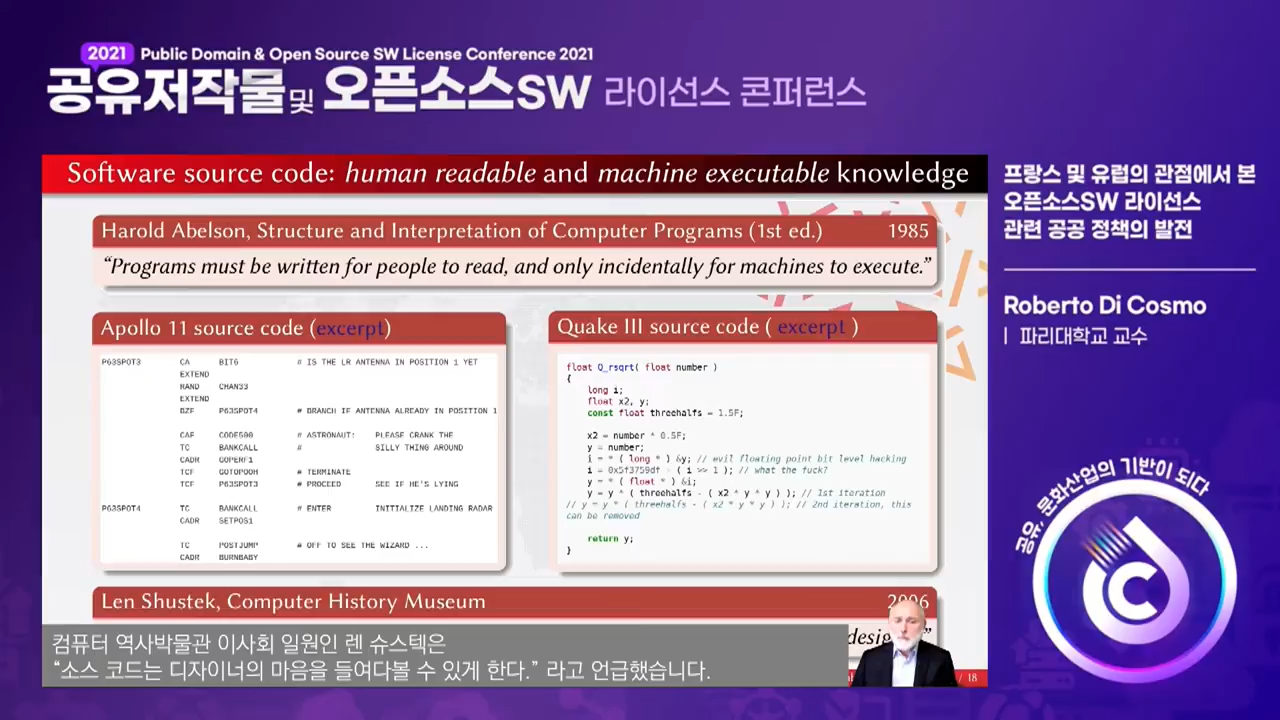 2021 Public Domain & Open Source SW License Conference 2021
공유저작물 및 오픈소스SW 라이선스 콘퍼런스
Software source code: human readable and machine executable knowledge
Harold Abelson, Structure and Interpretation of Computer Programs (1st ed.) 1985
“Programs must be written for people to read, and only incidentally for machines to execute.”
Apollo 11 source code (excerpt)
P63SPOT3 CA BIT6 # IS THE LR ANTENNA IN POSITION 1 YET
EXTEND
RAND CHAN33
EXTEND
BZF P63SPOT4 # BRANCH IF ANTENNA ALREADY IN POSITION 1
CAF CODE500 # ASTRONAUT! PLEASE CRANK THE
TC BANKCALL # SILLY THING AROUND
CADR GOPERF1
TCF GOTOPOOH # TERMINATE
TCF P63SPOT3 # PROCEED SEE IF HE'S LYING
P63SPOT4 TC BANKCALL # ENTER INITIALIZE LANDING RADAR
CADR SETPOS1
TC POSTJUMP # OFF TO SEE THE WIZARD ...
CADR BURNBABY
Quake III source code ( excerpt )
float Q_rsqrt( float number )
{
long i;
float x2, y;
const float threehalfs = 1.5F;
x2 = number * 0.5F;
y = number;
i = * ( long * ) &y; // evil floating point bit level hacking
i = 0x5f3759df - ( i >> 1 ); // what the fuck?
y = * ( float * ) &i;
y = y * ( threehalfs - ( x2 * y * y ) ); // 1st iteration
// y = y * ( threehalfs - ( x2 * y * y ) ); // 2nd iteration, this
can be removed
return y;
}
Len Shustek, Computer History Museum 2006
컴퓨터 역사박물관 이사회 일원인 렌 슈스텍은
“소스 코드는 디자이너의 마음을 들여다볼 수 있게 한다.” 라고 언급했습니다.
/ 18
프랑스 및 유럽의 관점에서 본
오픈소스SW 라이선스
관련 공공 정책의 발전
Roberto Di Cosmo
| 파리대학교 교수
공유, 문화산업의 기반이 되다